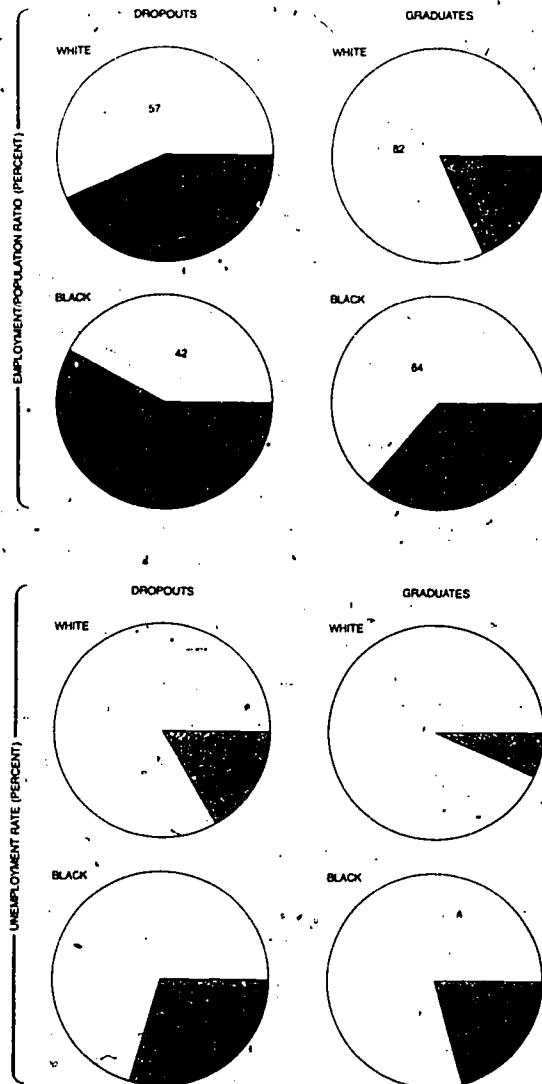 DROPOUTS
GRADUATES
EMPLOYMENT/POPULATION RATIO (PERCENT)
WHITE
57
WHITE
82
BLACK
42
BLACK
64
DROPOUTS
GRADUATES
UNEMPLOYMENT RATE (PERCENT)
WHITE
WHITE
BLACK
BLACK